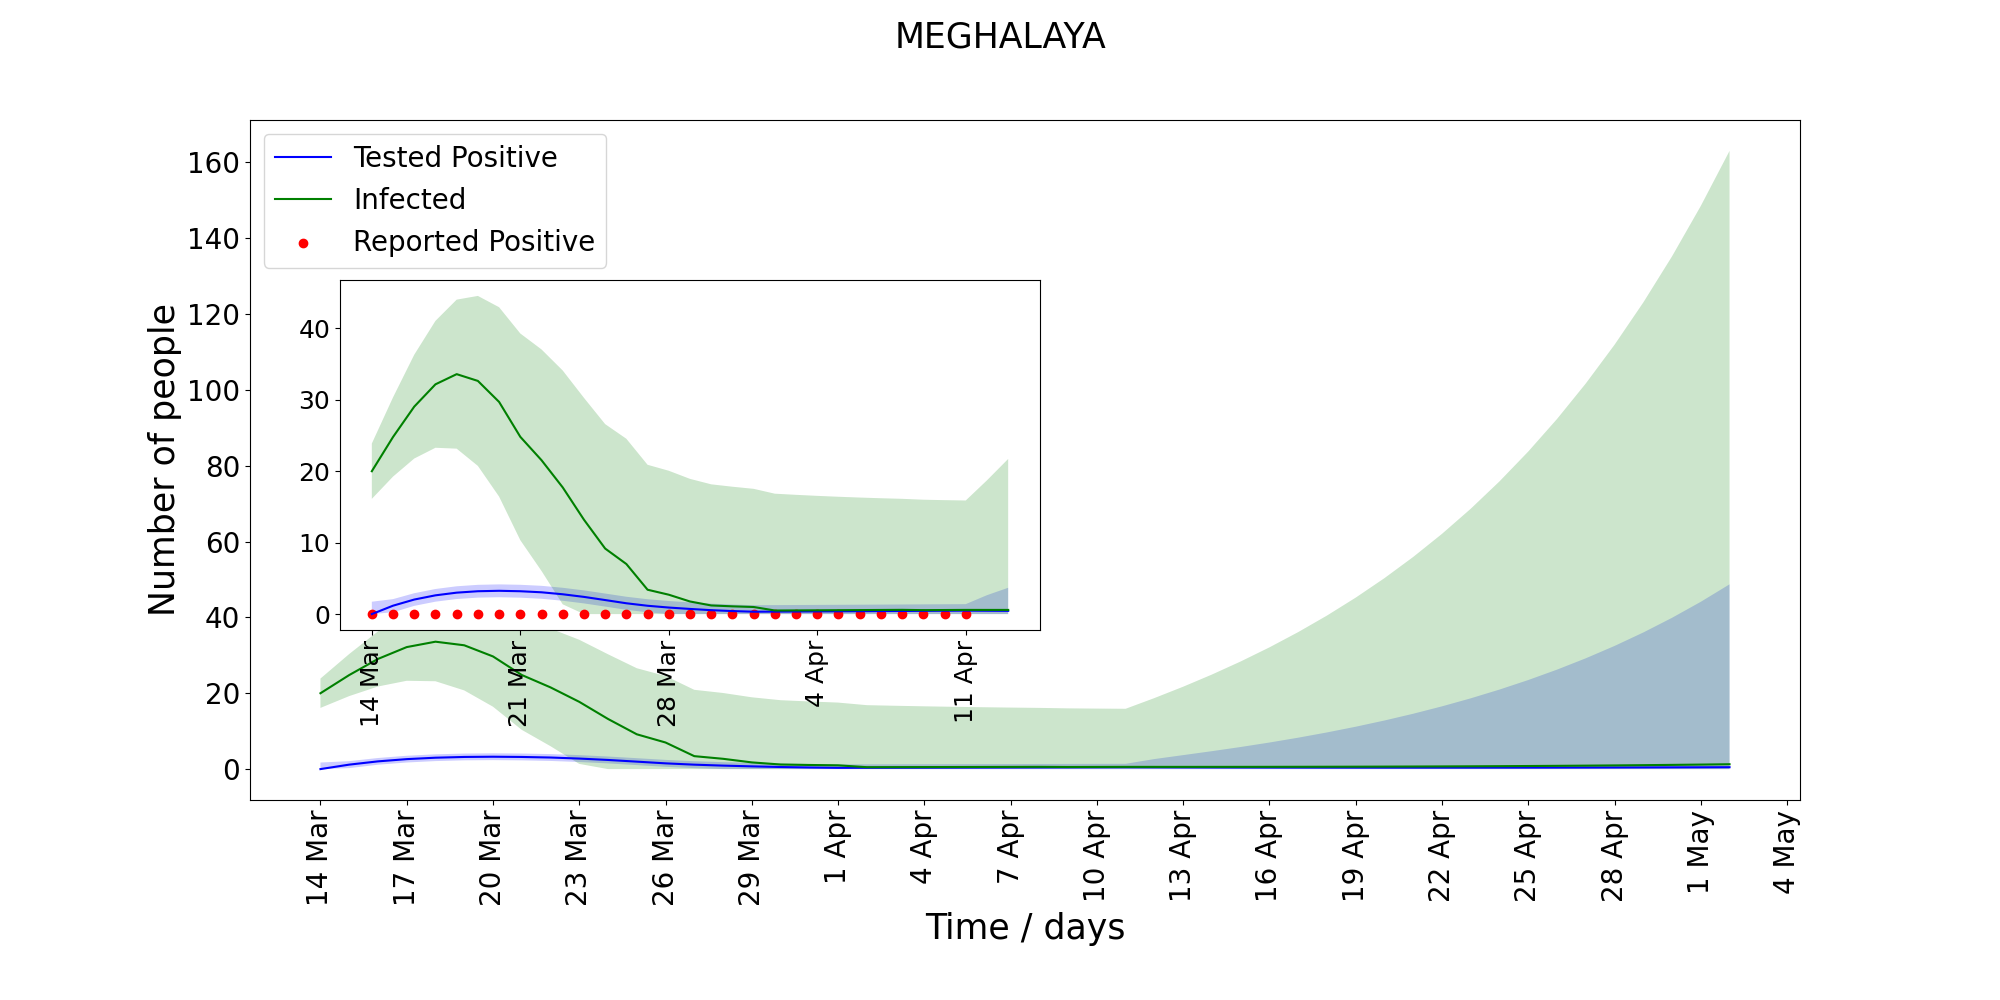 MEGHALAYA
Tested Positive
Infected
Reported Positive
Number of people
160
140
120
100
80
60
40
20
0
40
30
20
10
0
14 Mar
21 Mar
28 Mar
4 Apr
11 Apr
14 Mar
17 Mar
20 Mar
23 Mar
26 Mar
29 Mar
1 Apr
4 Apr
7 Apr
10 Apr
13 Apr
16 Apr
19 Apr
22 Apr
25 Apr
28 Apr
1 May
4 May
Time / days